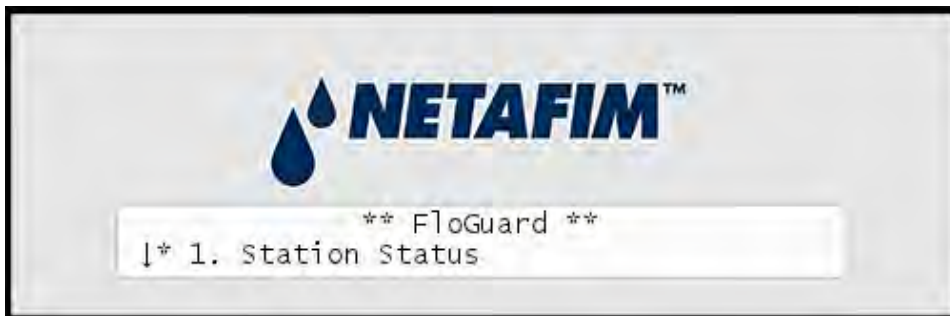 NETAFIM™
** FloGuard **
↓* 1. Station Status